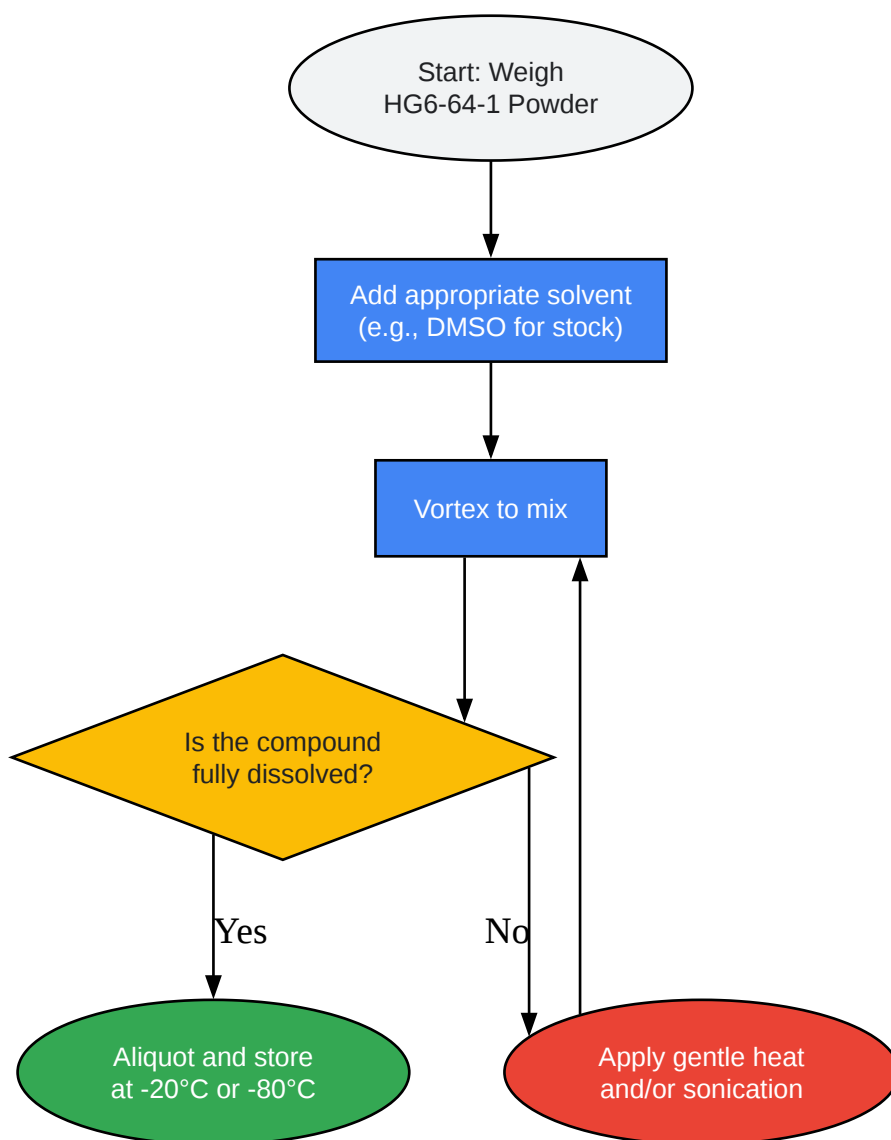 Start: Weigh
HG6-64-1 Powder
Add appropriate solvent
(e.g., DMSO for stock)
Vortex to mix
Is the compound
fully dissolved?
Yes
No
Aliquot and store
at -20°C or -80°C
Apply gentle heat
and/or sonication